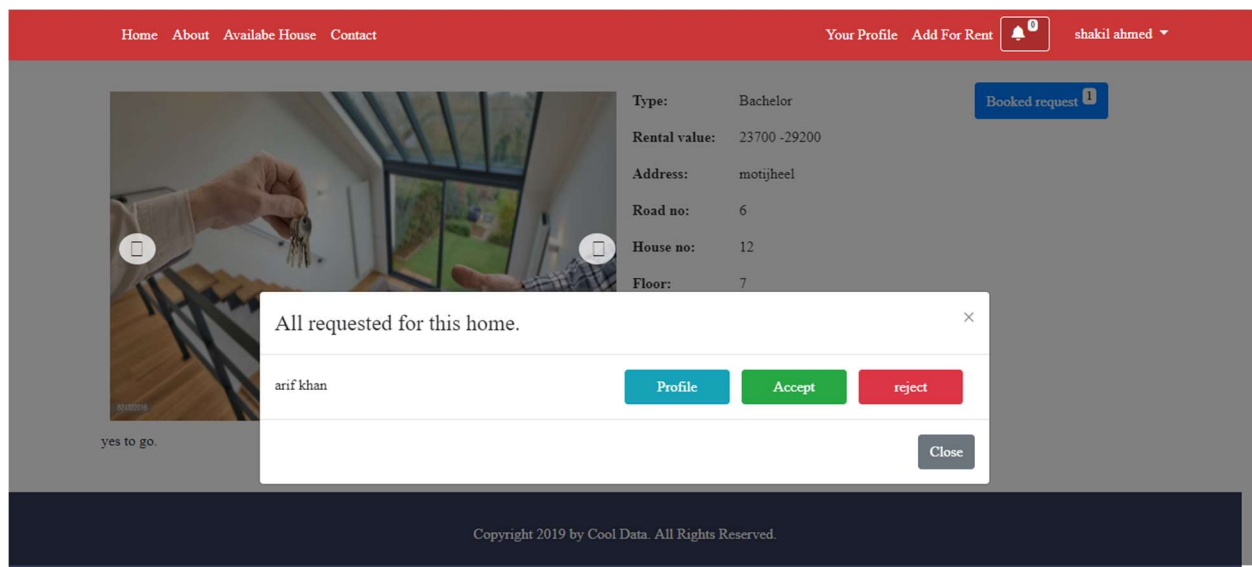 Home About Availabe House Contact Your Profile Add For Rent 0 shakil ahmed
Type: Bachelor
Booked request 1
Rental value: 23700 -29200
Address: motijheel
Road no: 6
House no: 12
Floor: 7
All requested for this home. ×
arif khan Profile Accept reject
yes to go.
Close
Copyright 2019 by Cool Data. All Rights Reserved.